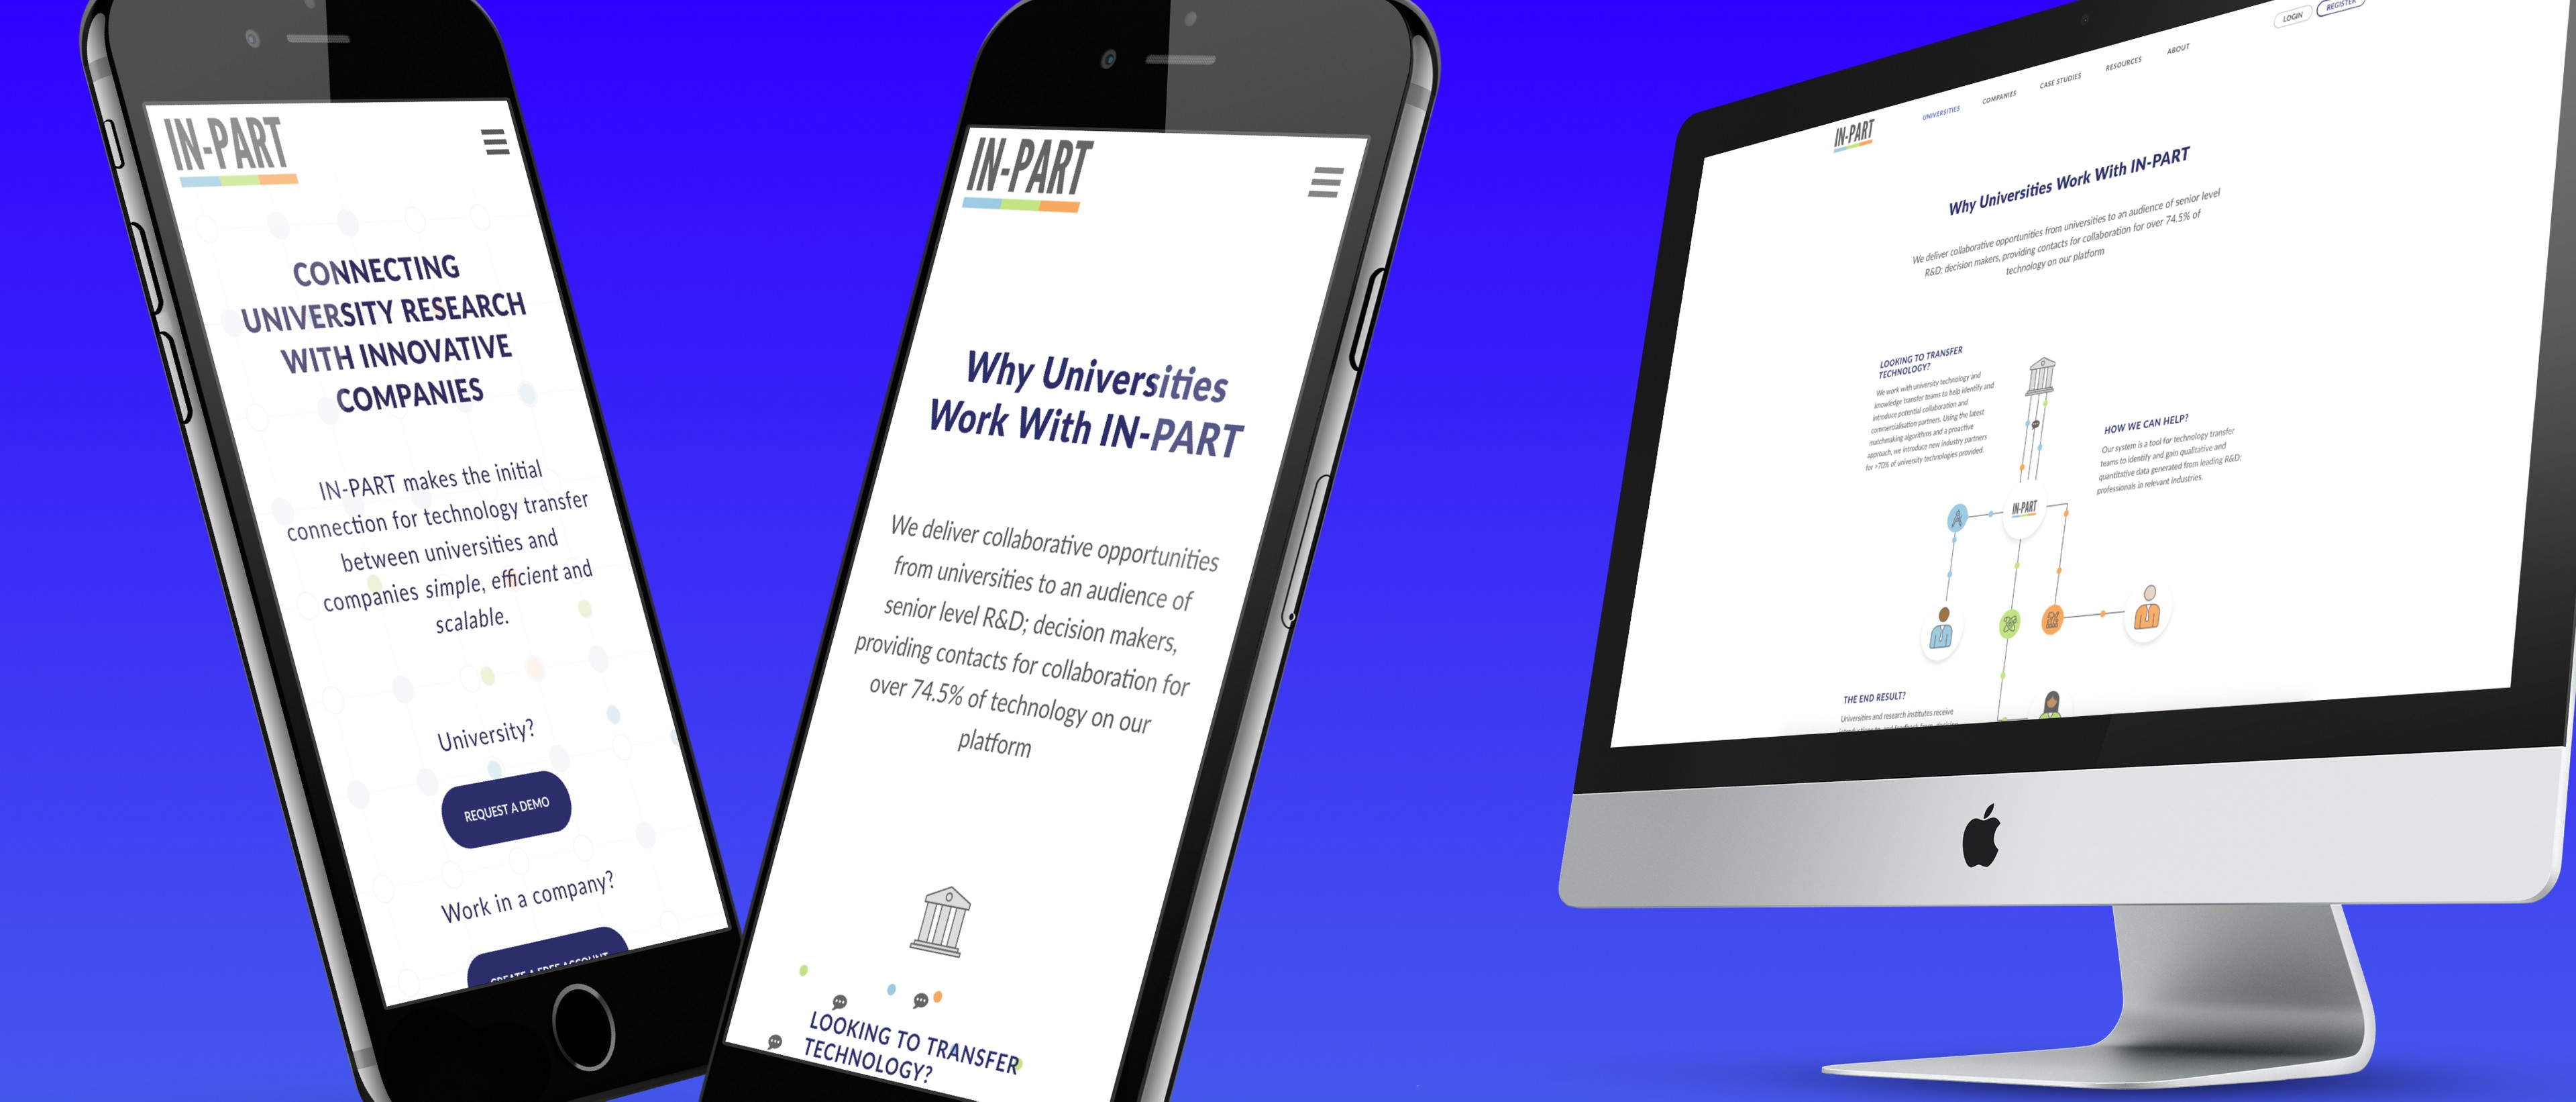 IN-PART
CONNECTING
UNIVERSITY RESEARCH
WITH INNOVATIVE
COMPANIES
IN-PART makes the initial
connection for technology transfer
between universities and
companies simple, efficient and
scalable.
University?
REQUEST A DEMO
Work in a company?
CREATE A FREE ACCOUNT
IN-PART
Why Universities
Work With IN-PART
We deliver collaborative opportunities
from universities to an audience of
senior level R&D; decision makers,
providing contacts for collaboration for
over 74.5% of technology on our
platform
LOOKING TO TRANSFER
TECHNOLOGY?
LOGIN REGISTER
IN-PART
UNIVERSITIES COMPANIES CASE STUDIES RESOURCES ABOUT
Why Universities Work With IN-PART
We deliver collaborative opportunities from universities to an audience of senior level
R&D; decision makers, providing contacts for collaboration for over 74.5% of
technology on our platform
LOOKING TO TRANSFER
TECHNOLOGY?
We work with university technology and
knowledge transfer teams to help identify and
introduce potential collaboration and
commercialisation partners. Using the latest
matchmaking algorithms and a proactive
approach, we introduce new industry partners
for >70% of university technologies provided.
HOW WE CAN HELP?
Our system is a tool for technology transfer
teams to identify and gain qualitative and
quantitative data generated from leading R&D;
professionals in relevant industries.
IN-PART
THE END RESULT?
Universities and research institutes receive